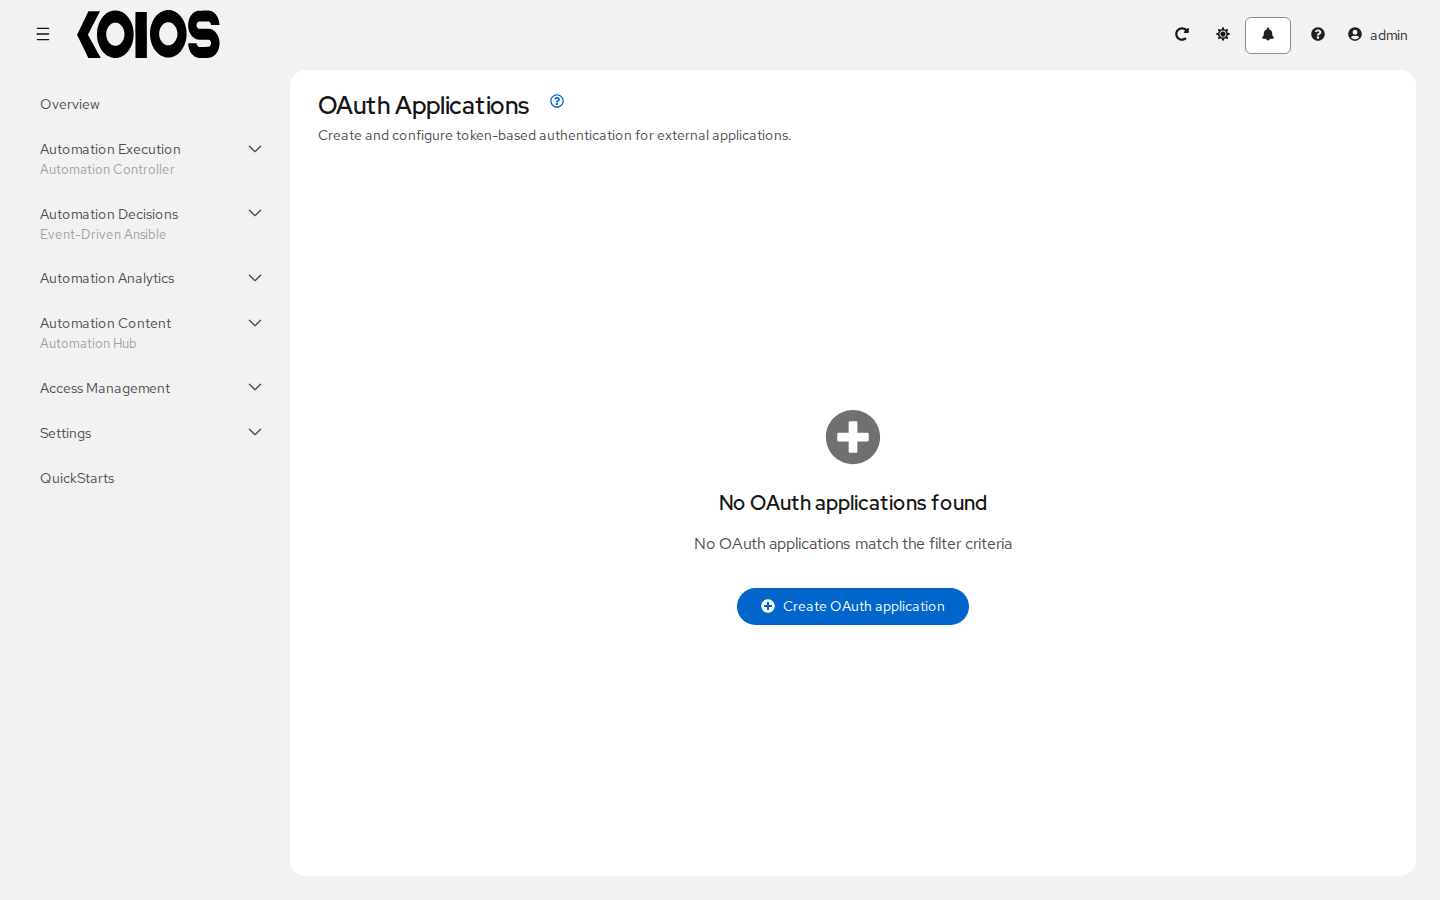 KOIOS
admin
Overview
Automation Execution
Automation Controller
Automation Decisions
Event-Driven Ansible
Automation Analytics
Automation Content
Automation Hub
Access Management
Settings
QuickStarts
OAuth Applications
Create and configure token-based authentication for external applications.
No OAuth applications found
No OAuth applications match the filter criteria
Create OAuth application